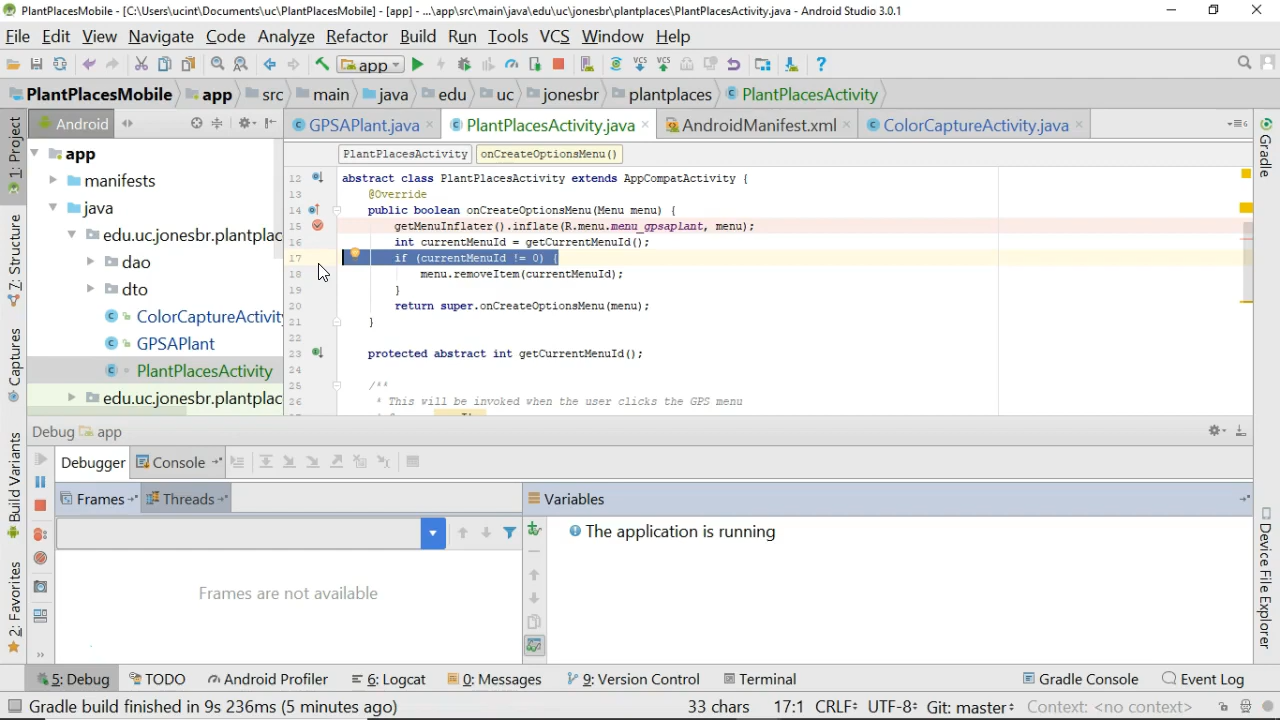 PlantPlacesMobile - [C:\Users\ucint\Documents\uc\PlantPlacesMobile] - [app] - ...\app\src\main\java\edu\uc\jonesbr\plantplaces\PlantPlacesActivity.java - Android Studio 3.0.1
File Edit View Navigate Code Analyze Refactor Build Run Tools VCS Window Help
app
VCS VCS
PlantPlacesMobile app src main java edu uc jonesbr plantplaces PlantPlacesActivity
Android
GPSAPlant.java PlantPlacesActivity.java AndroidManifest.xml ColorCaptureActivity.java
PlantPlacesActivity onCreateOptionsMenu()
1: Project
Z: Structure
Captures
Build Variants
2: Favorites
app
manifests
java
edu.uc.jonesbr.plantplac
dao
dto
ColorCaptureActivit
GPSAPlant
PlantPlacesActivity
edu.uc.jonesbr.plantplac
12 abstract class PlantPlacesActivity extends AppCompatActivity {
13 @Override
14 public boolean onCreateOptionsMenu(Menu menu) {
15 getMenuInflater().inflate(R.menu.menu_gpsaplant, menu);
16 int currentMenuId = getCurrentMenuId();
17 if (currentMenuId != 0) {
18 menu.removeItem(currentMenuId);
19 }
20 return super.onCreateOptionsMenu(menu);
21 }
22
23 protected abstract int getCurrentMenuId();
24
25 /**
26 * This will be invoked when the user clicks the GPS menu
Gradle
Device File Explorer
Debug app
Debugger Console
Frames Threads Variables
The application is running
Frames are not available
5: Debug TODO Android Profiler 6: Logcat 0: Messages 9: Version Control Terminal Gradle Console Event Log
Gradle build finished in 9s 236ms (5 minutes ago) 33 chars 17:1 CRLF UTF-8 Git: master Context: <no context>